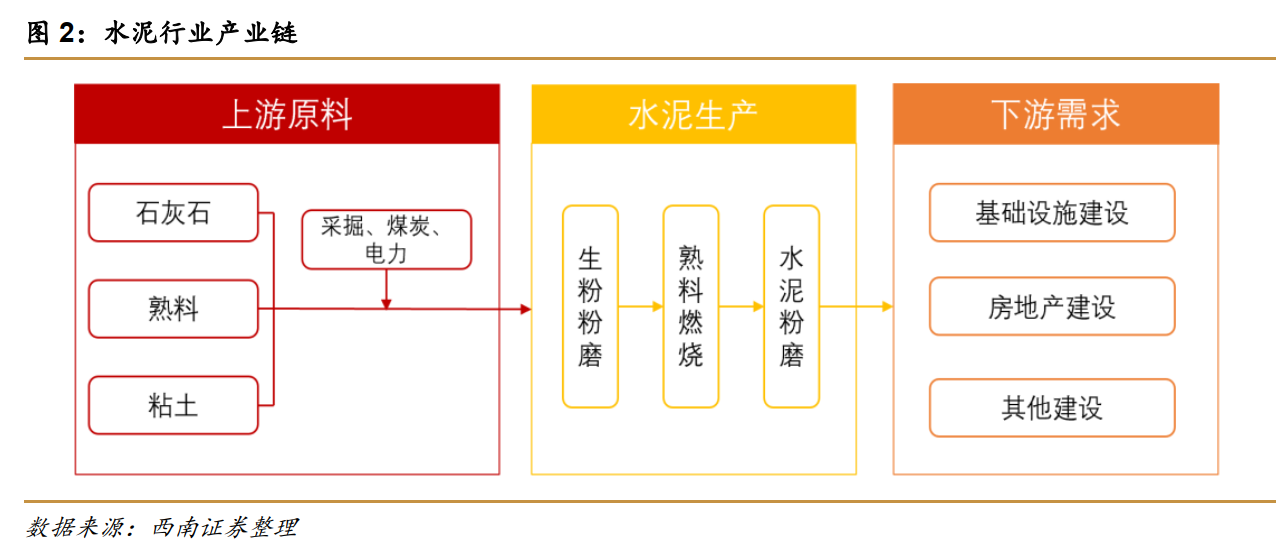 图 2：水泥行业产业链
上游原料
石灰石
熟料
粘土
采掘、煤炭、
电力
水泥生产
生粉粉磨
熟料燃烧
水泥粉磨
下游需求
基础设施建设
房地产建设
其他建设
数据来源：西南证券整理